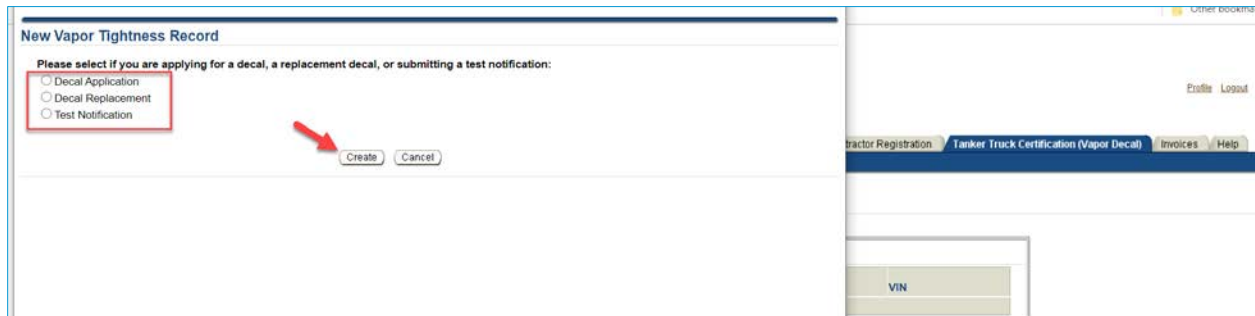 Other bookma
New Vapor Tightness Record
Please select if you are applying for a decal, a replacement decal, or submitting a test notification:
Decal Application
Decal Replacement
Test Notification
Profile Logout
Create Cancel
tractor Registration Tanker Truck Certification (Vapor Decal) Invoices Help
VIN